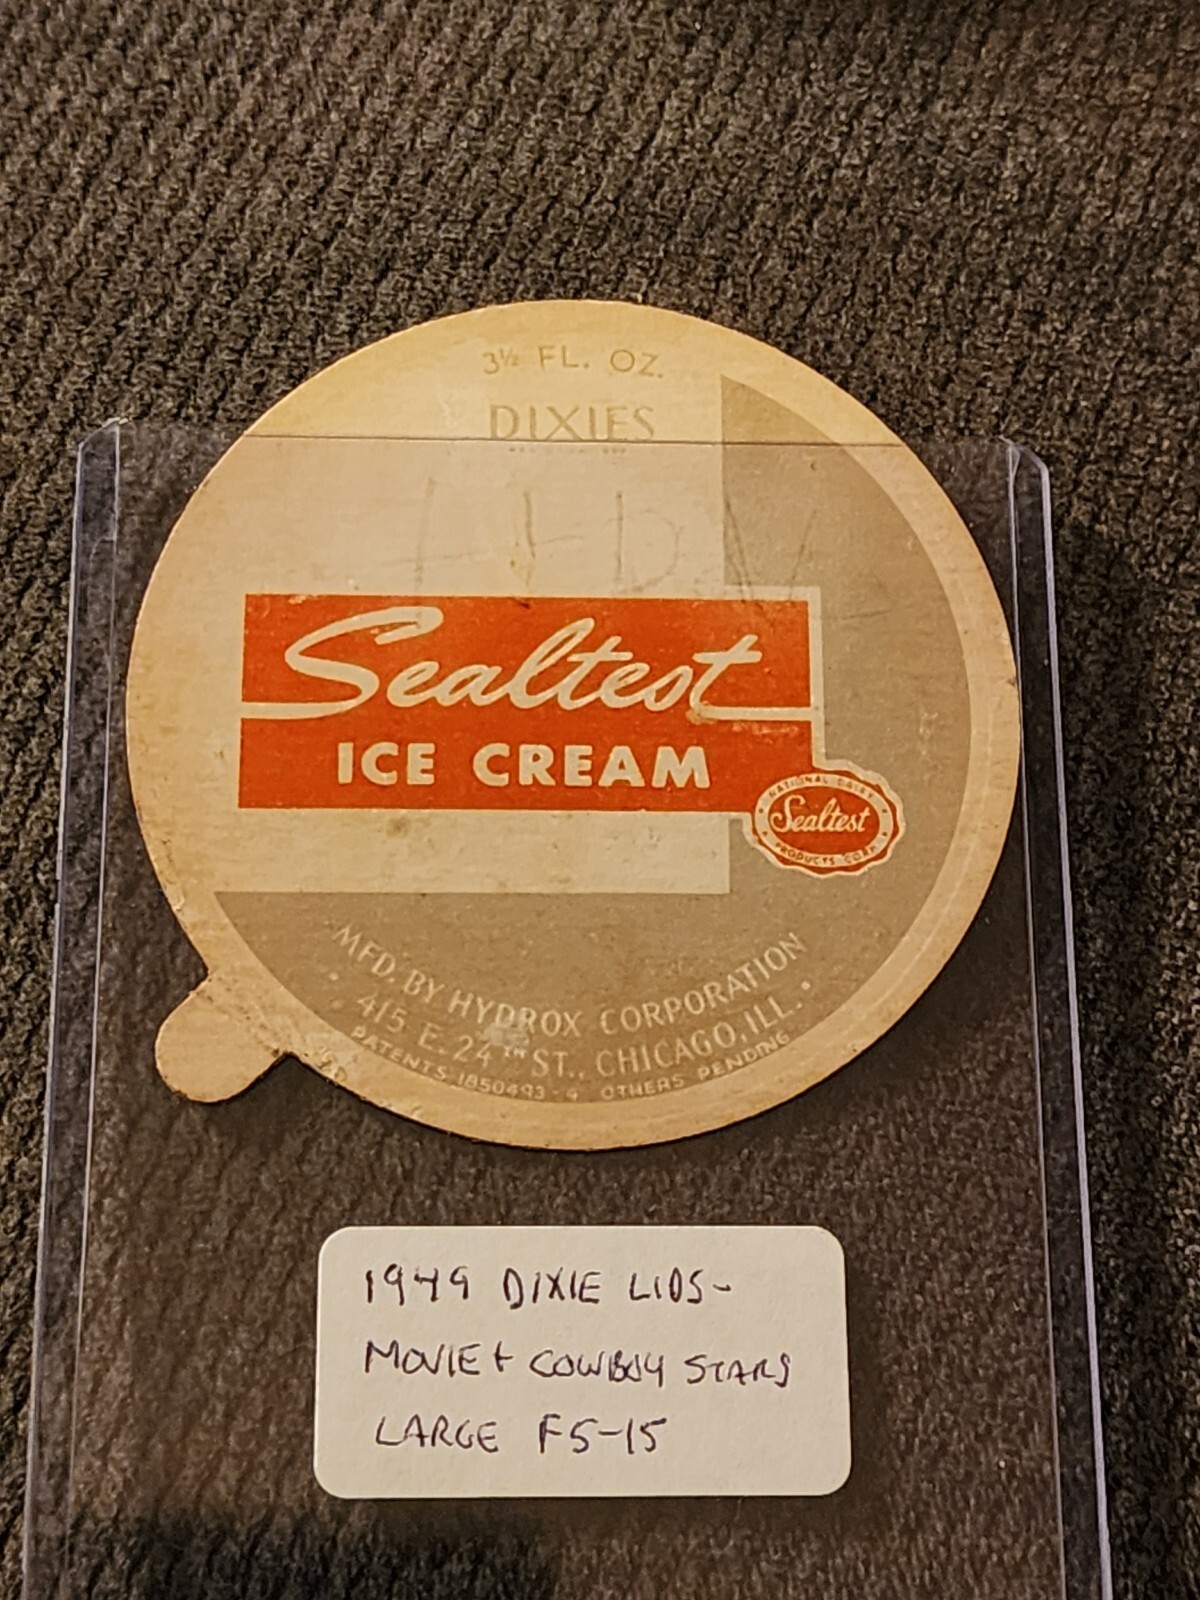 3½ FL. OZ.
DIXIES
Sealtest
ICE CREAM
NATIONAL DAIRY
Sealtest
PRODUCTS CORP.
MFD. BY HYDROX CORPORATION
415 E. 24TH ST., CHICAGO, ILL.
PATENTS 1850493 - 4 OTHERS PENDING
1949 DIXIE LIDS-
MOVIE + COWBOY STARS
LARGE F5-15